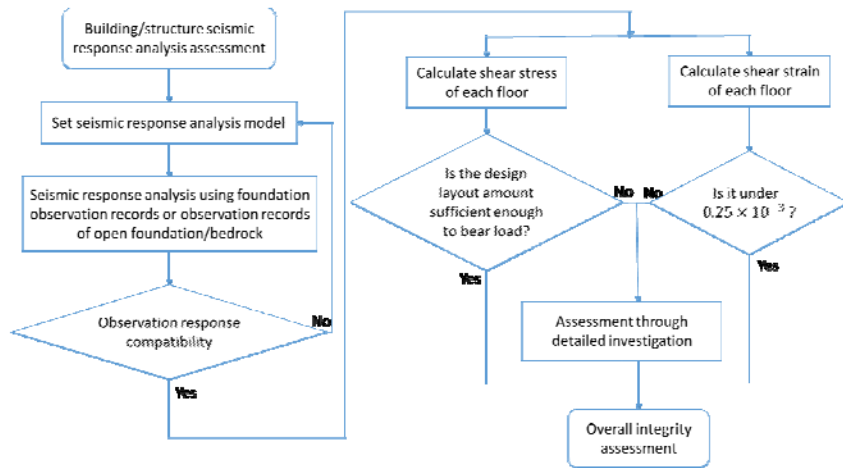 Building/structure seismic
response analysis assessment
Set seismic response analysis model
Seismic response analysis using foundation
observation records or observation records
of open foundation/bedrock
Observation response
compatibility
No
Yes
Calculate shear stress
of each floor
Calculate shear strain
of each floor
Is the design
layout amount
sufficient enough
to bear load?
No
No
Is it under
0.25 × 10⁻³ ?
Yes
Yes
Assessment through
detailed investigation
Overall integrity
assessment